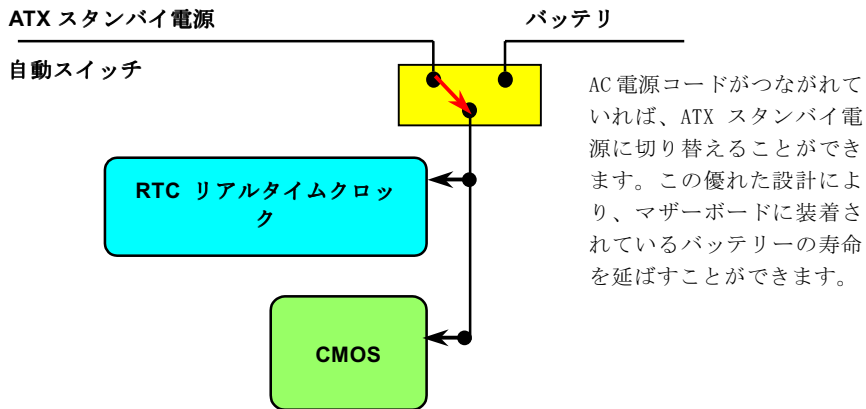 ATX スタンバイ電源
バッテリ
自動スイッチ
AC 電源コードがつながれて
いれば、ATX スタンバイ電
源に切り替えることができ
ます。この優れた設計によ
り、マザーボードに装着さ
れているバッテリーの寿命
を延ばすことができます。
RTC リアルタイムクロッ
ク
CMOS